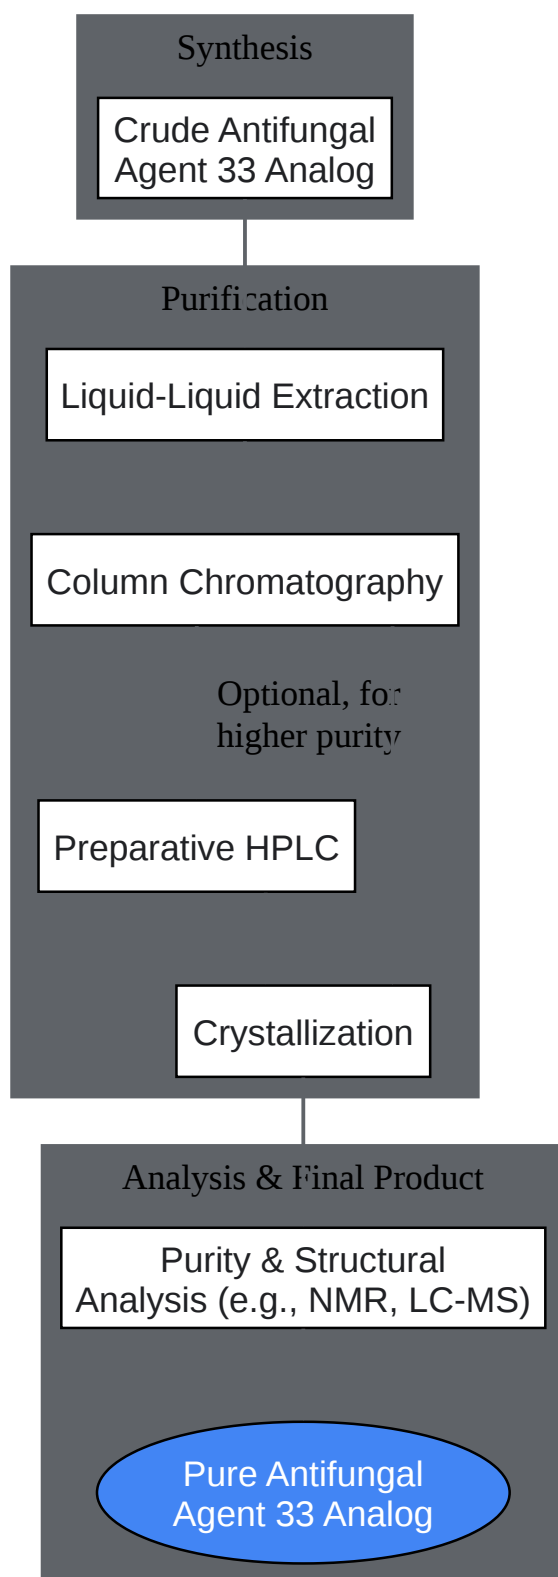 Synthesis
Crude Antifungal
Agent 33 Analog
Purification
Liquid-Liquid Extraction
Column Chromatography
Optional, for
higher purity
Preparative HPLC
Crystallization
Analysis & Final Product
Purity & Structural
Analysis (e.g., NMR, LC-MS)
Pure Antifungal
Agent 33 Analog